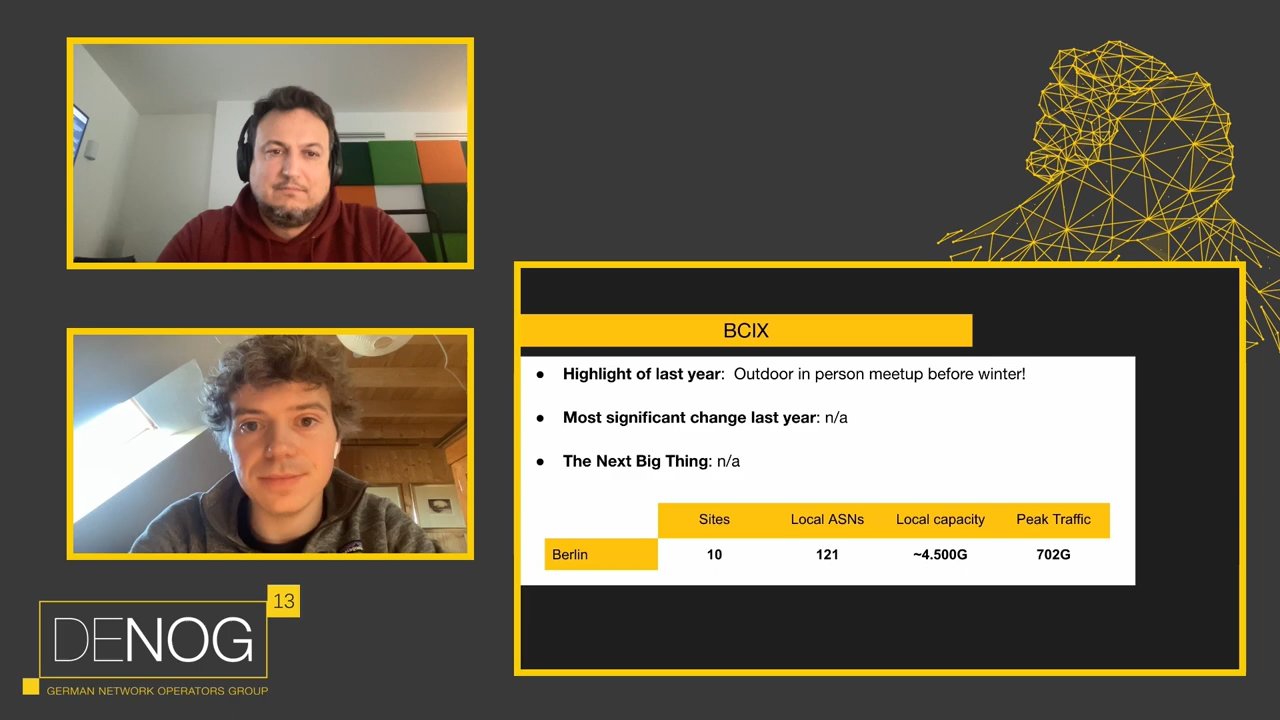 BCIX
● Highlight of last year: Outdoor in person meetup before winter!
● Most significant change last year: n/a
● The Next Big Thing: n/a
Sites Local ASNs Local capacity Peak Traffic
Berlin 10 121 ~4.500G 702G
13
DENOG
GERMAN NETWORK OPERATORS GROUP